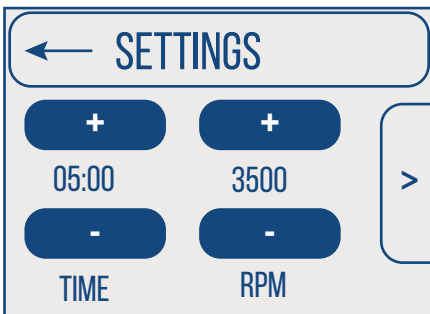 ← SETTINGS
+ +
05:00 3500 >
- -
TIME RPM